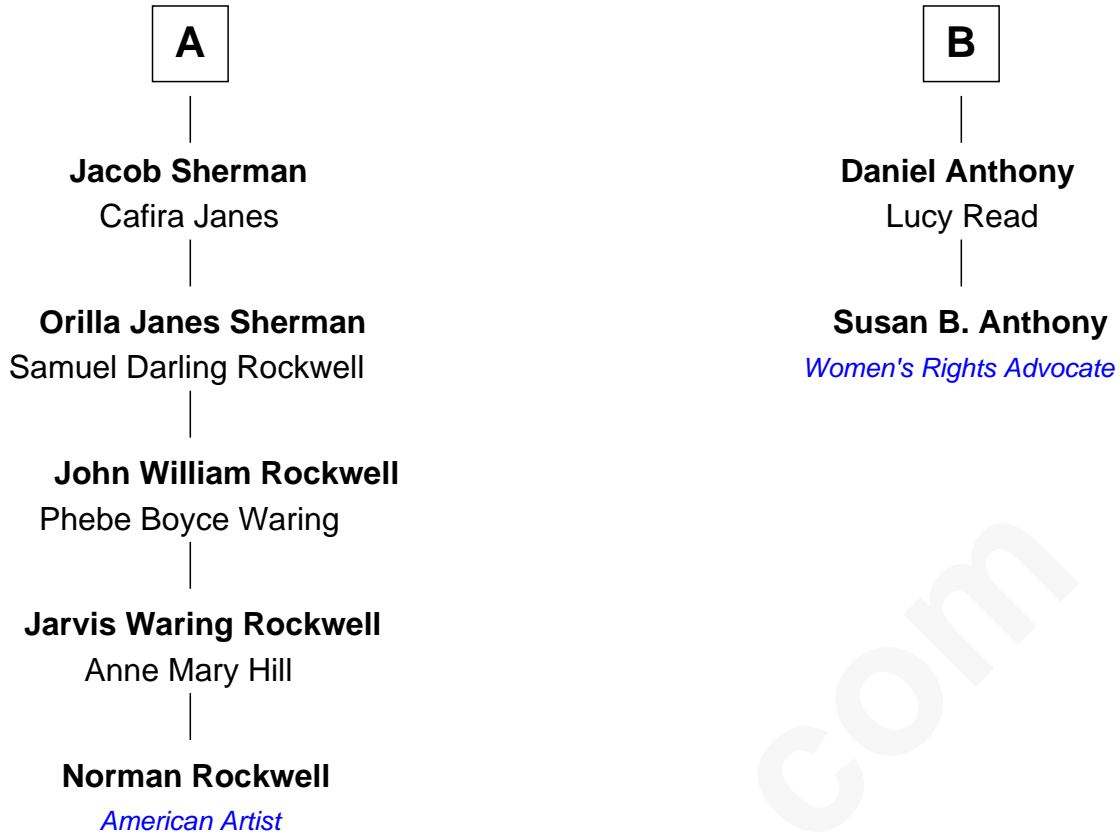 A
Jacob Sherman
Cafira Janes
Orilla Janes Sherman
Samuel Darling Rockwell
John William Rockwell
Phebe Boyce Waring
Jarvis Waring Rockwell
Anne Mary Hill
Norman Rockwell
American Artist
B
Daniel Anthony
Lucy Read
Susan B. Anthony
Women's Rights Advocate
com